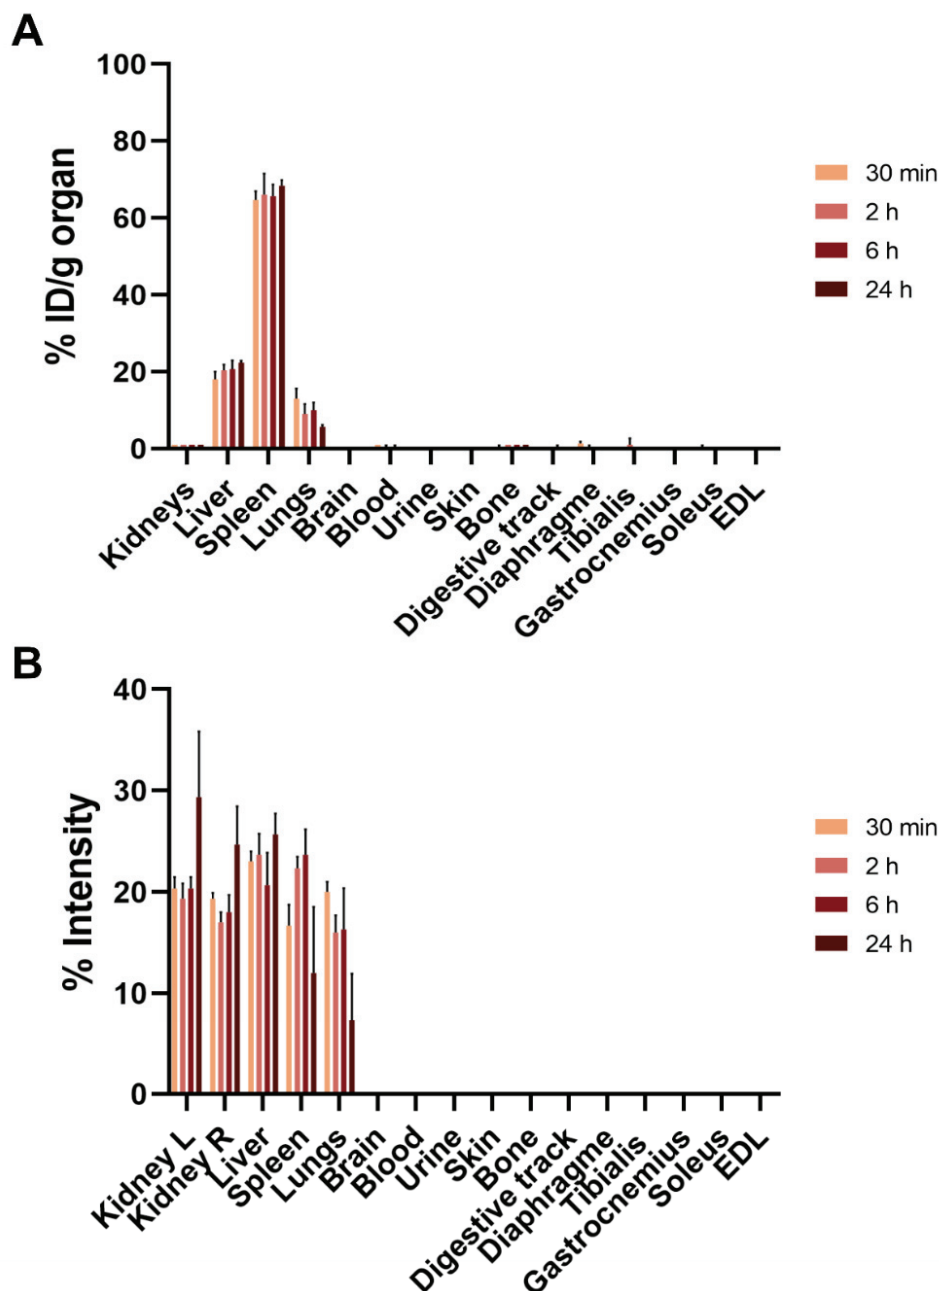 A
% ID/g organ
100
80
60
40
20
0
Kidneys
Liver
Spleen
Lungs
Brain
Blood
Urine
Skin
Bone
Digestive track
Diaphragme
Tibialis
Gastrocnemius
Soleus
EDL
30 min
2 h
6 h
24 h
B
% Intensity
40
30
20
10
0
Kidney L
Kidney R
Liver
Spleen
Lungs
Brain
Blood
Urine
Skin
Bone
Digestive track
Diaphragme
Tibialis
Gastrocnemius
Soleus
EDL
30 min
2 h
6 h
24 h